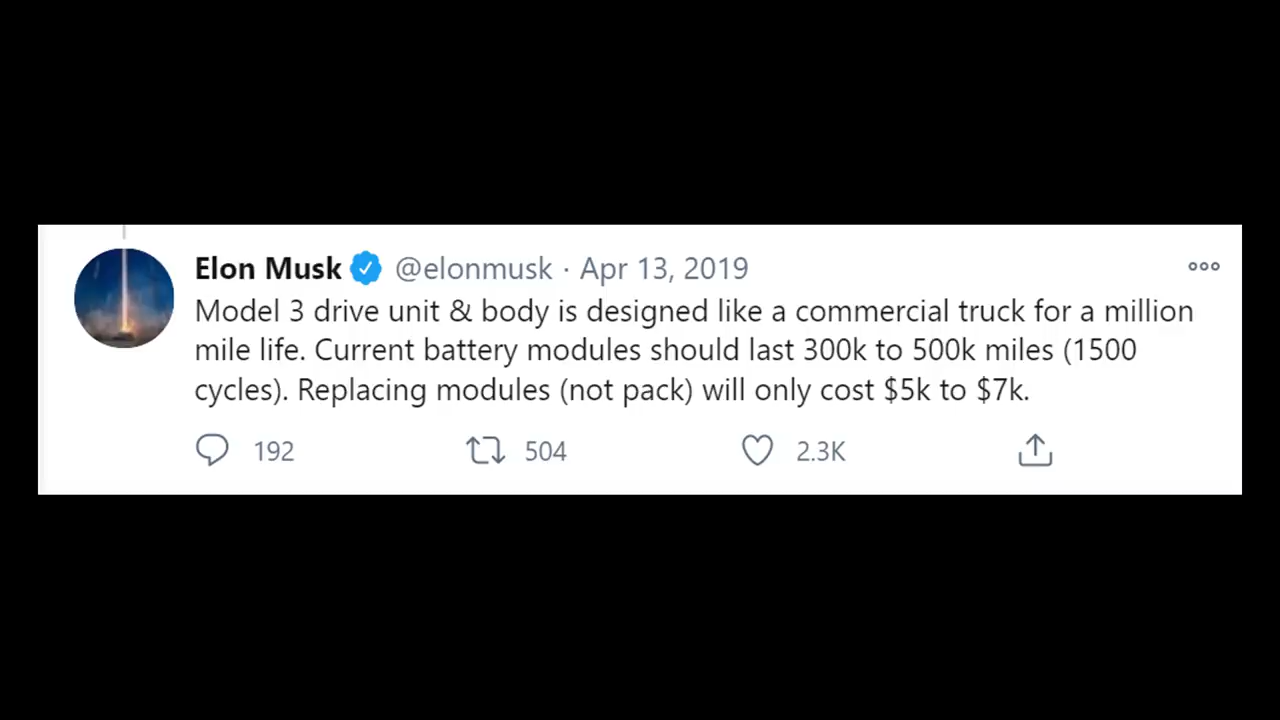 Elon Musk @elonmusk · Apr 13, 2019
Model 3 drive unit & body is designed like a commercial truck for a million
mile life. Current battery modules should last 300k to 500k miles (1500
cycles). Replacing modules (not pack) will only cost $5k to $7k.
192 504 2.3K